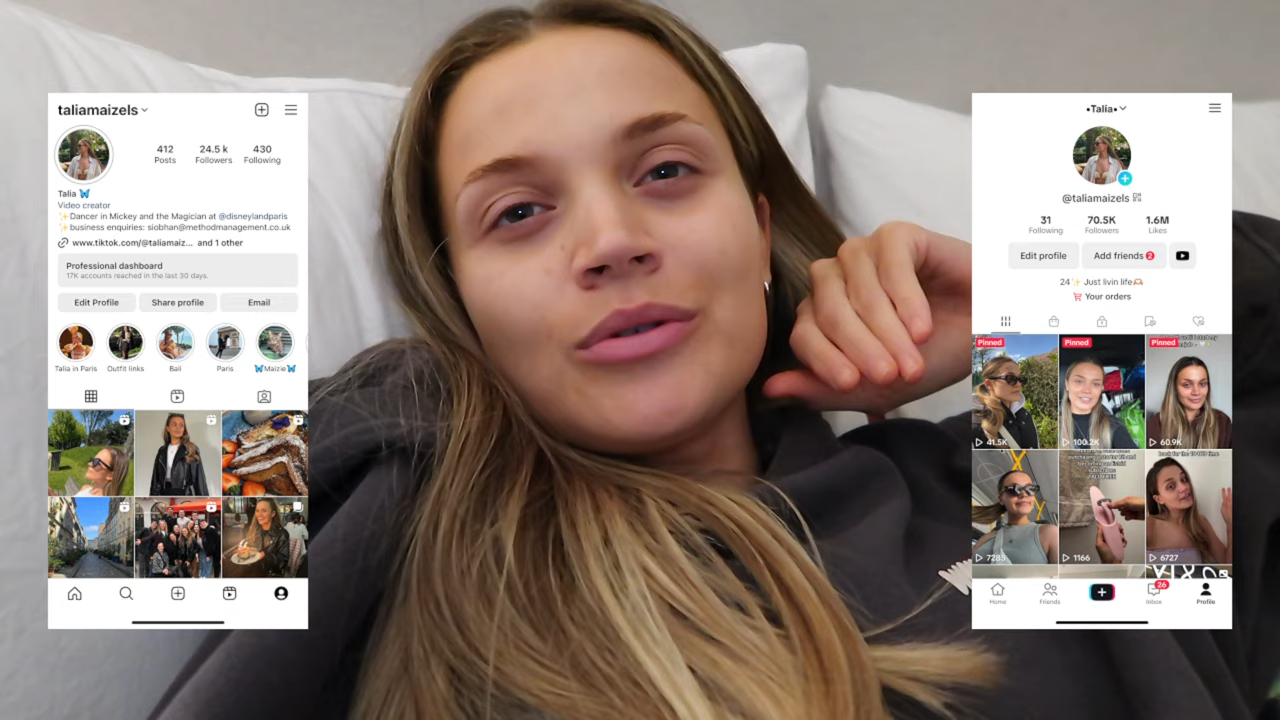 taliamaizels
412
24.5 k
430
Posts
Followers
Following
Talia 🦋
Video creator
✨Dancer in Mickey and the Magician at @disneylandparis
✨business enquiries: siobhan@methodmanagement.co.uk
www.tiktok.com/@taliamaiz... and 1 other
Professional dashboard
17K accounts reached in the last 30 days.
Edit Profile
Share profile
Email
Talia in Paris
Outfit links
Bali
Paris
🦋Maizie🦋
•Talia•
@taliamaizels
31
70.5K
1.6M
Following
Followers
Likes
Edit profile
Add friends 2
24✨ Just livin life🫶🏼
Your orders
Pinned
Pinned
Pinned
41.5K
100.2K
60.9K
7285
1166
6727
26
Home
Friends
Inbox
Profile